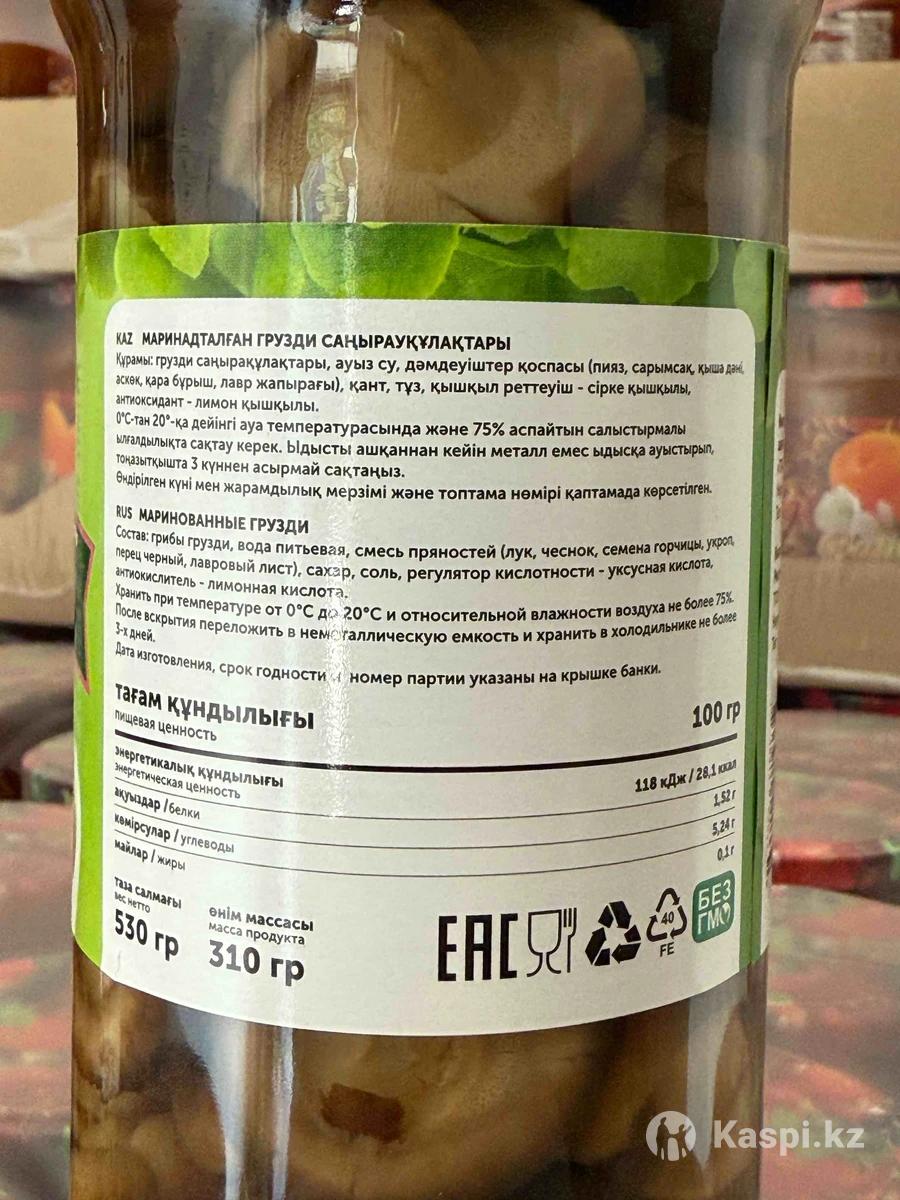 KAZ МАРИНАДТАЛҒАН ГРУЗДИ САҢЫРАУҚҰЛАҚТАРЫ
Құрамы: грузди саңырақұлақтары, ауыз су, дәмдеуіштер қоспасы (пияз, сарымсақ, қыша дәні,
аскөк, қара бұрыш, лавр жапырағы), қант, тұз, қышқыл реттеуіш - сірке қышқылы,
антиоксидант - лимон қышқылы.
0°С-тан 20°-қа дейінгі ауа температурасында және 75% аспайтын салыстырмалы
ылғалдылықта сақтау керек. Ыдысты ашқаннан кейін металл емес ыдысқа ауыстырып,
тоңазытқышта 3 күннен асырмай сақтаңыз.
Өндірілген күні мен жарамдылық мерзімі және топтама нөмірі қаптамада көрсетілген.
RUS МАРИНОВАННЫЕ ГРУЗДИ
Состав: грибы грузди, вода питьевая, смесь пряностей (лук, чеснок, семена горчицы, укроп,
перец черный, лавровый лист), сахар, соль, регулятор кислотности - уксусная кислота,
антиокислитель - лимонная кислота.
Хранить при температуре от 0°С до 20°С и относительной влажности воздуха не более 75%.
После вскрытия переложить в неметаллическую емкость и хранить в холодильнике не более
3-х дней.
Дата изготовления, срок годности и номер партии указаны на крышке банки.
тағам құндылығы
пищевая ценность
100 гр
энергетикалық құндылығы
энергетическая ценность
118 кДж / 28,1 ккал
ақуыздар / белки
1,52 г
көмірсулар / углеводы
5,24 г
майлар / жиры
0,1 г
таза салмағы
вес нетто
530 гр
өнім массасы
масса продукта
310 гр
EAC
40
FE
БЕЗ
ГМО
Kaspi.kz